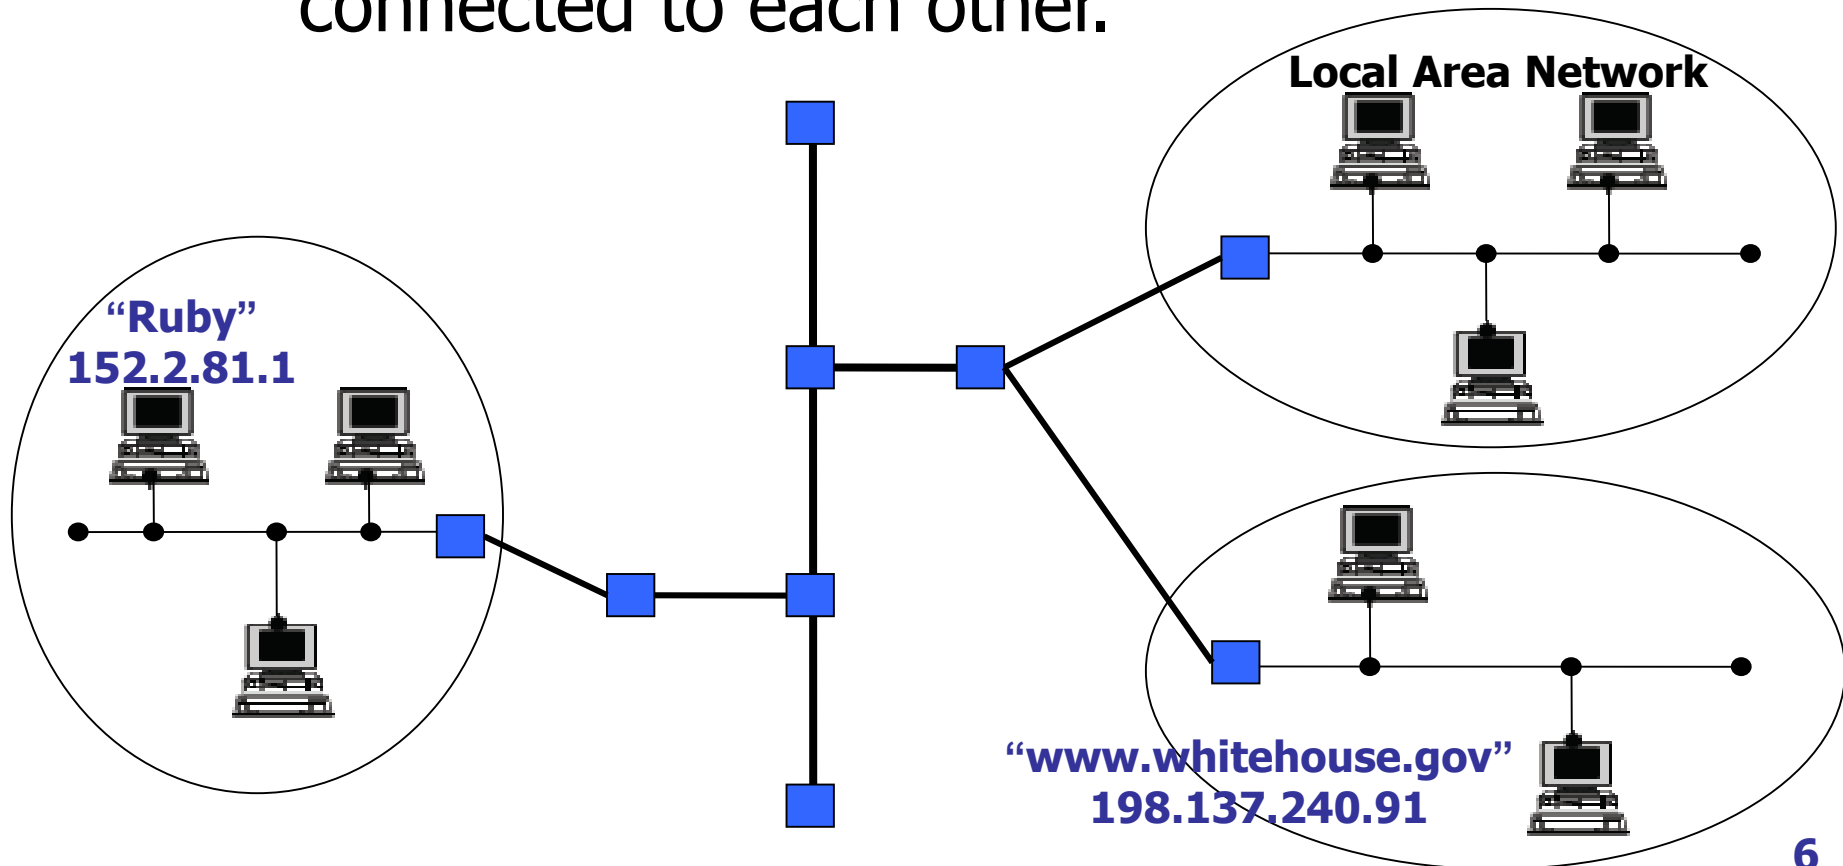 connected to each other.
Local Area Network
“Ruby”
152.2.81.1
“www.whitehouse.gov”
198.137.240.91
6